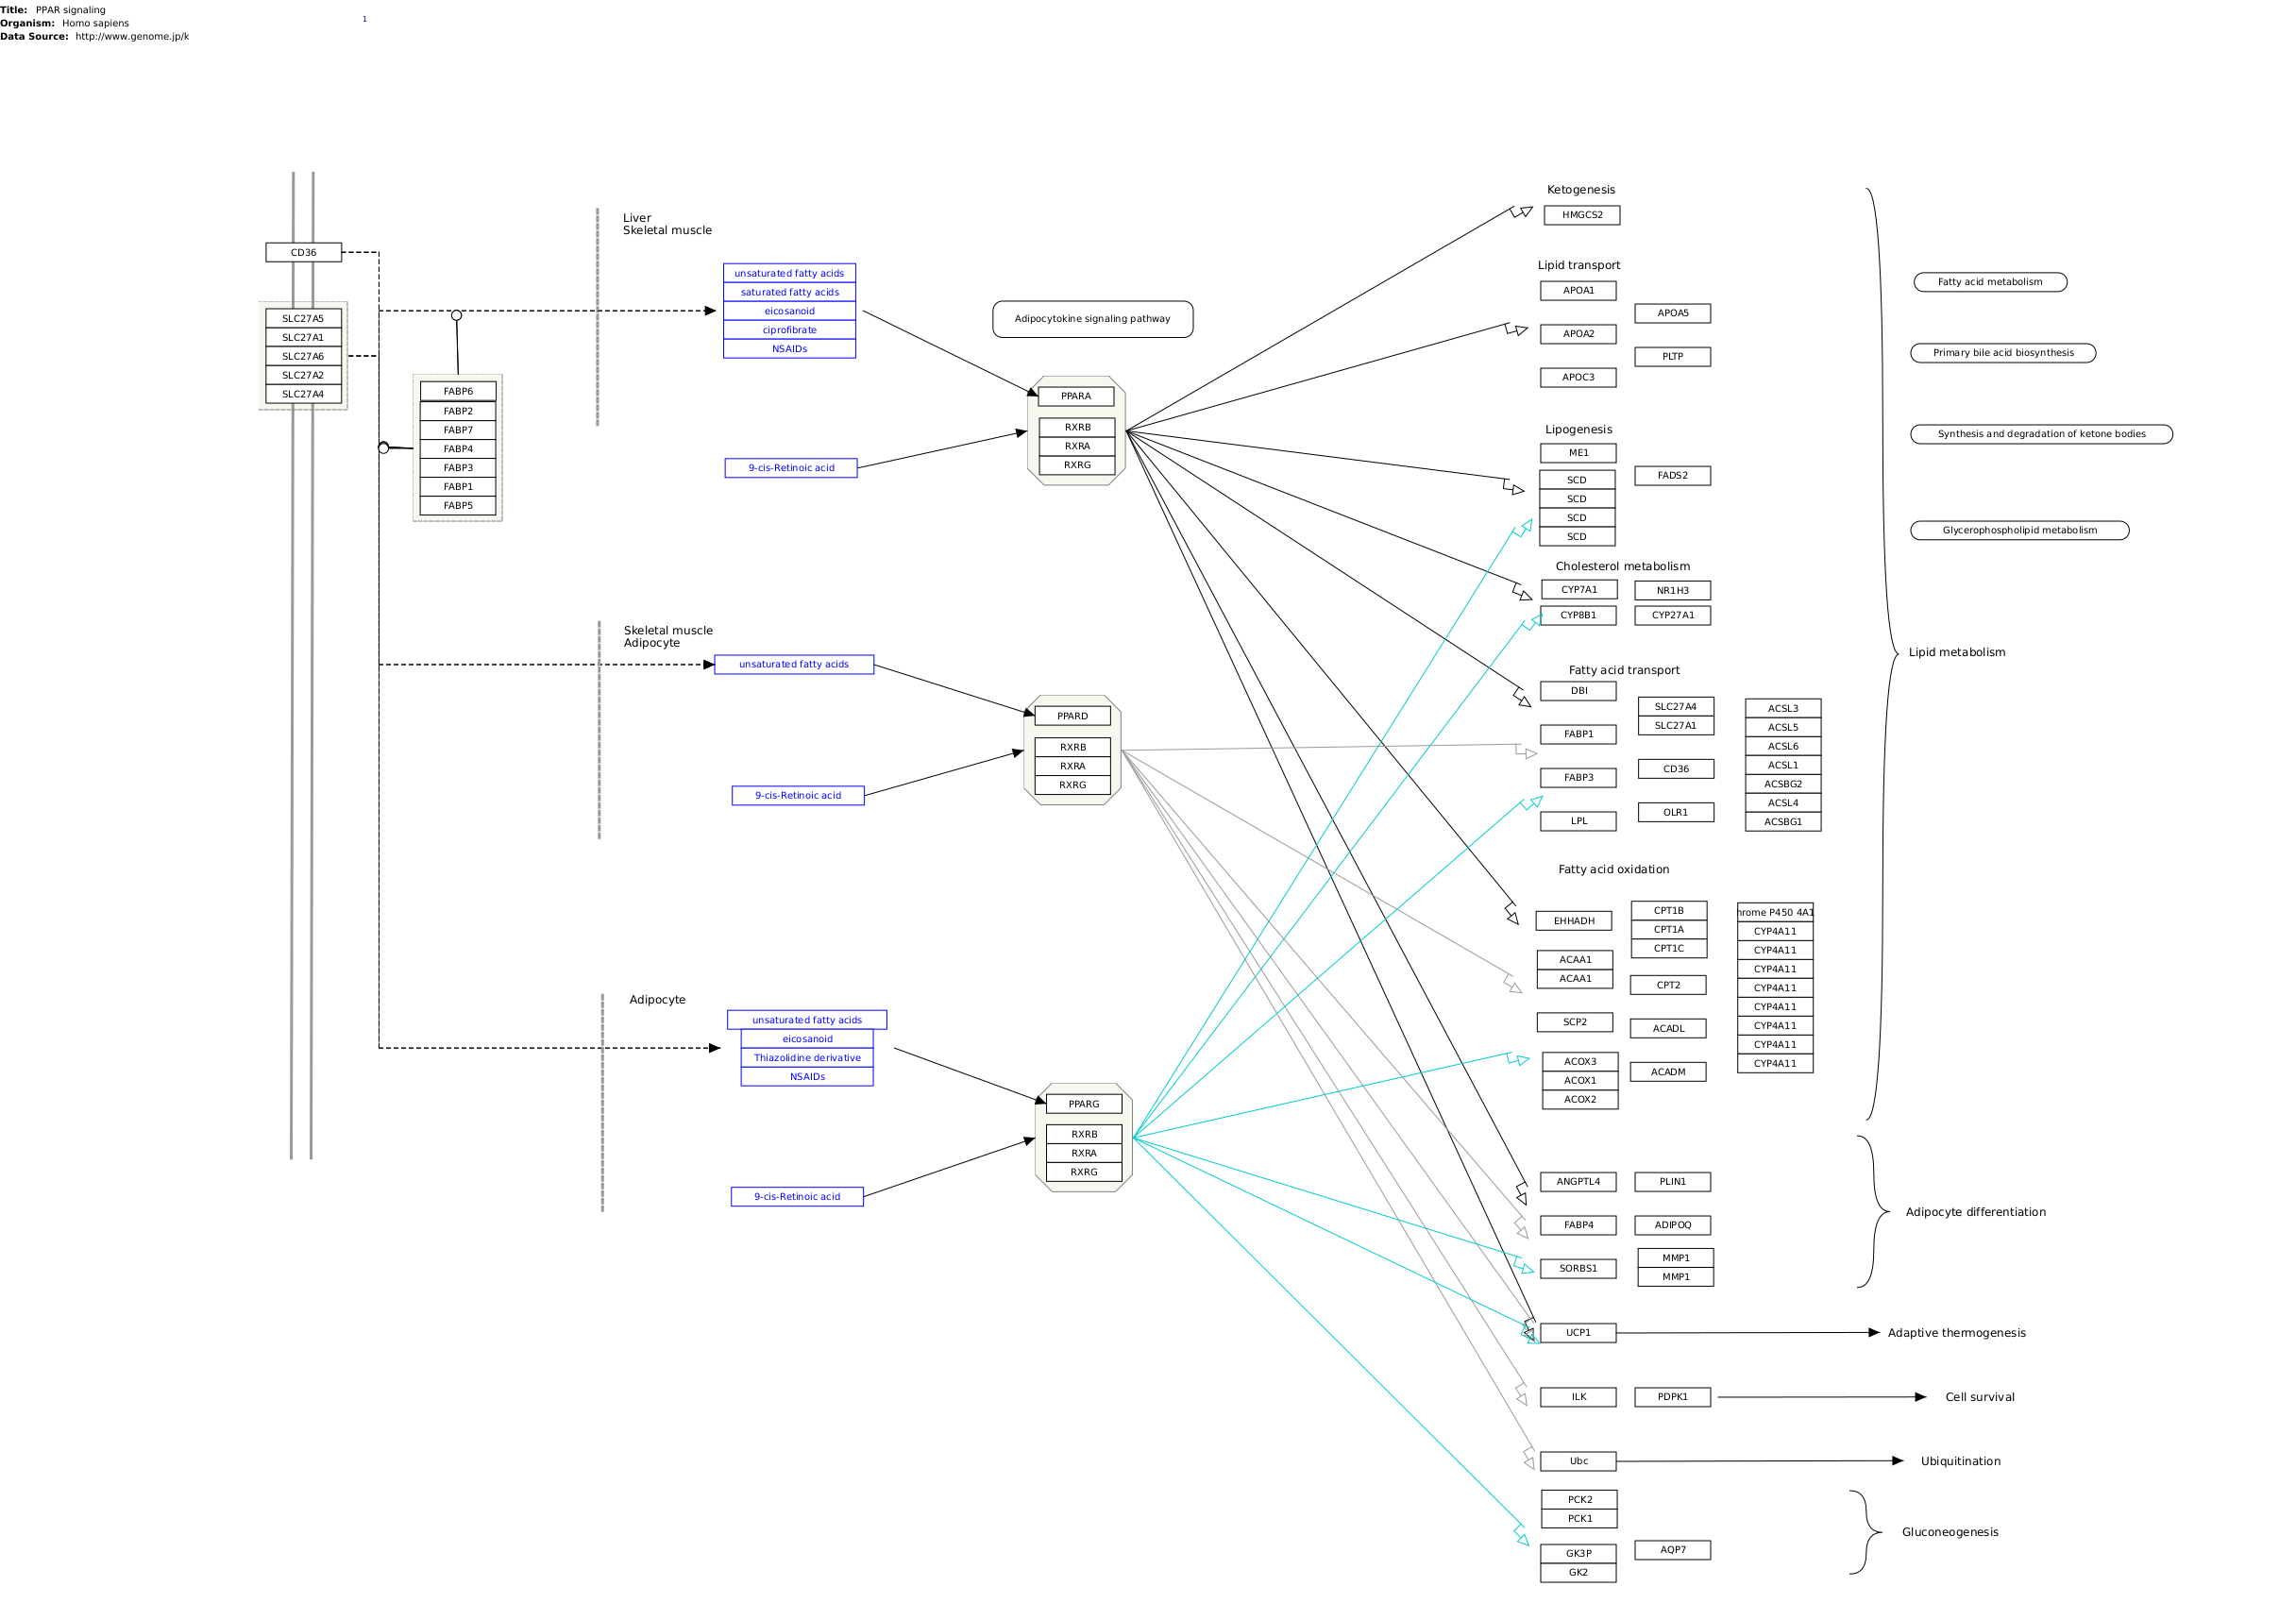 Title: PPAR signaling
Organism: Homo sapiens
Data Source: http://www.genome.jp/k
1
CD36
SLC27A5
SLC27A1
SLC27A6
SLC27A2
SLC27A4
FABP6
FABP2
FABP7
FABP4
FABP3
FABP1
FABP5
Liver
Skeletal muscle
unsaturated fatty acids
saturated fatty acids
eicosanoid
ciprofibrate
NSAIDs
9-cis-Retinoic acid
Adipocytokine signaling pathway
PPARA
RXRB
RXRA
RXRG
Skeletal muscle
Adipocyte
unsaturated fatty acids
9-cis-Retinoic acid
PPARD
RXRB
RXRA
RXRG
Adipocyte
unsaturated fatty acids
eicosanoid
Thiazolidine derivative
NSAIDs
9-cis-Retinoic acid
PPARG
RXRB
RXRA
RXRG
Ketogenesis
HMGCS2
Lipid transport
APOA1
APOA2
APOC3
APOA5
PLTP
Lipogenesis
ME1
SCD
SCD
SCD
SCD
FADS2
Cholesterol metabolism
CYP7A1
NR1H3
CYP8B1
CYP27A1
Fatty acid transport
DBI
FABP1
FABP3
LPL
SLC27A4
SLC27A1
CD36
OLR1
ACSL3
ACSL5
ACSL6
ACSL1
ACSBG2
ACSL4
ACSBG1
Fatty acid oxidation
EHHADH
ACAA1
ACAA1
SCP2
ACOX3
ACOX1
ACOX2
CPT1B
CPT1A
CPT1C
CPT2
ACADL
ACADM
hrome P450 4A1
CYP4A11
CYP4A11
CYP4A11
CYP4A11
CYP4A11
CYP4A11
CYP4A11
CYP4A11
ANGPTL4
PLIN1
FABP4
ADIPOQ
SORBS1
MMP1
MMP1
UCP1
Adaptive thermogenesis
ILK
PDPK1
Cell survival
Ubc
Ubiquitination
PCK2
PCK1
GK3P
GK2
AQP7
Gluconeogenesis
Fatty acid metabolism
Primary bile acid biosynthesis
Synthesis and degradation of ketone bodies
Glycerophospholipid metabolism
Lipid metabolism
Adipocyte differentiation